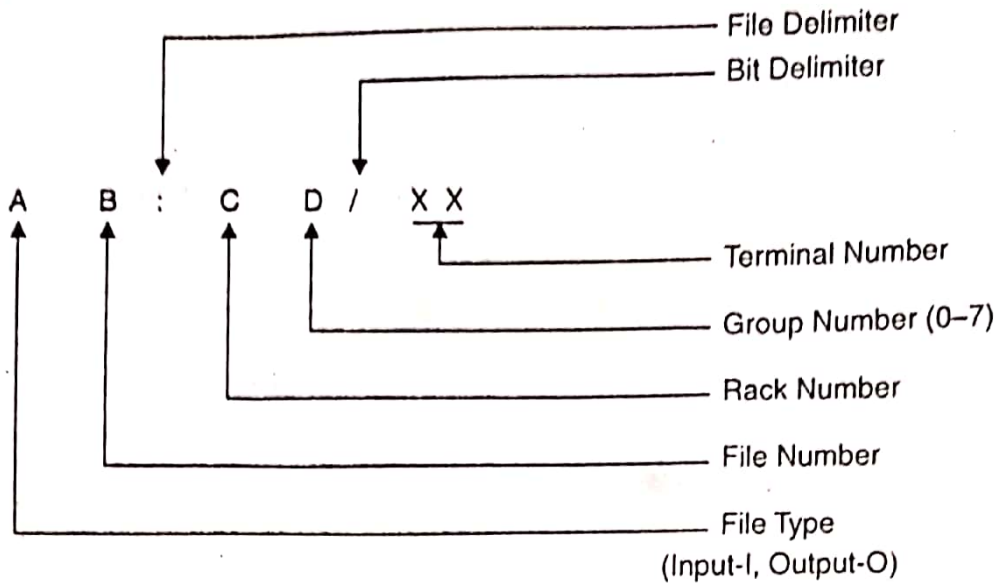 File Delimiter
Bit Delimiter
A B : C D / X X
Terminal Number
Group Number (0–7)
Rack Number
File Number
File Type
(Input-I, Output-O)